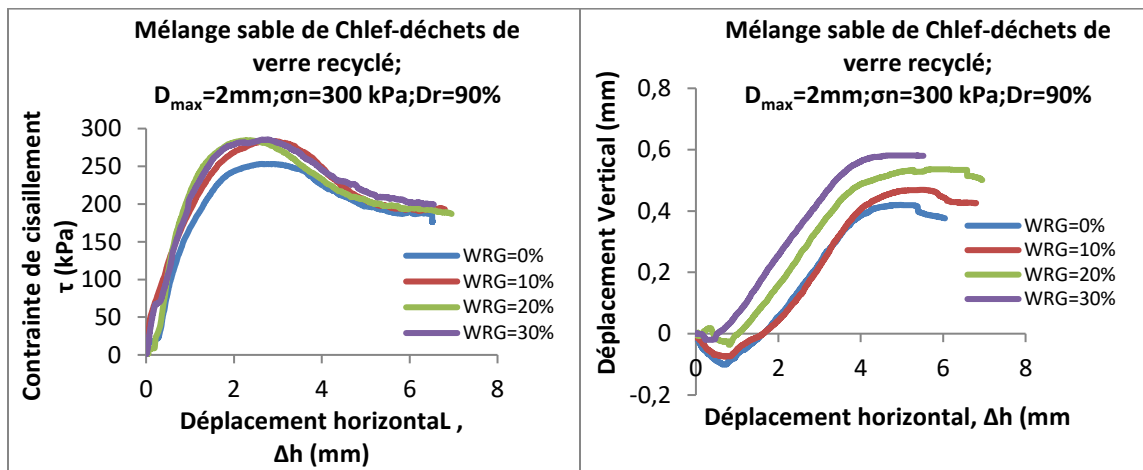 Mélange sable de Chlef-déchets de
verre recyclé;
Dmax=2mm;σn=300 kPa;Dr=90%
Contrainte de cisaillement
τ (kPa)
300
250
200
150
100
50
0
0
2
4
6
8
WRG=0%
WRG=10%
WRG=20%
WRG=30%
Déplacement horizontaL ,
Δh (mm)
Mélange sable de Chlef-déchets de
verre recyclé;
Dmax=2mm;σn=300 kPa;Dr=90%
Déplacement Vertical (mm)
0,8
0,6
0,4
0,2
0
-0,2
0
2
4
6
8
WRG=0%
WRG=10%
WRG=20%
WRG=30%
Déplacement horizontal, Δh (mm